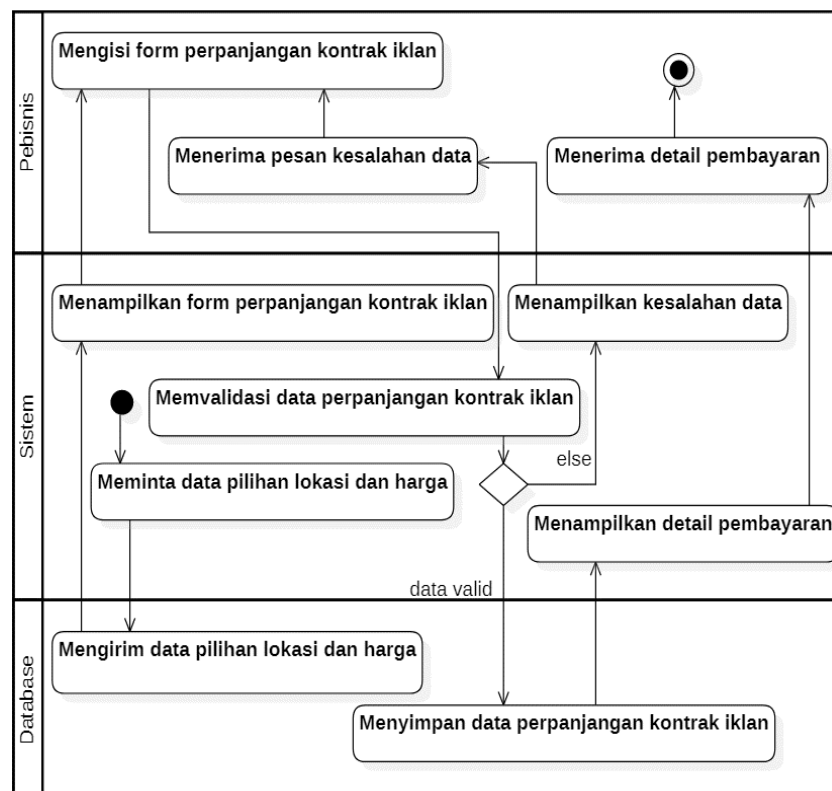 Pebisnis
Mengisi form perpanjangan kontrak iklan
Menerima pesan kesalahan data
Menerima detail pembayaran
Sistem
Menampilkan form perpanjangan kontrak iklan
Menampilkan kesalahan data
Memvalidasi data perpanjangan kontrak iklan
else
Meminta data pilihan lokasi dan harga
Menampilkan detail pembayaran
data valid
Database
Mengirim data pilihan lokasi dan harga
Menyimpan data perpanjangan kontrak iklan